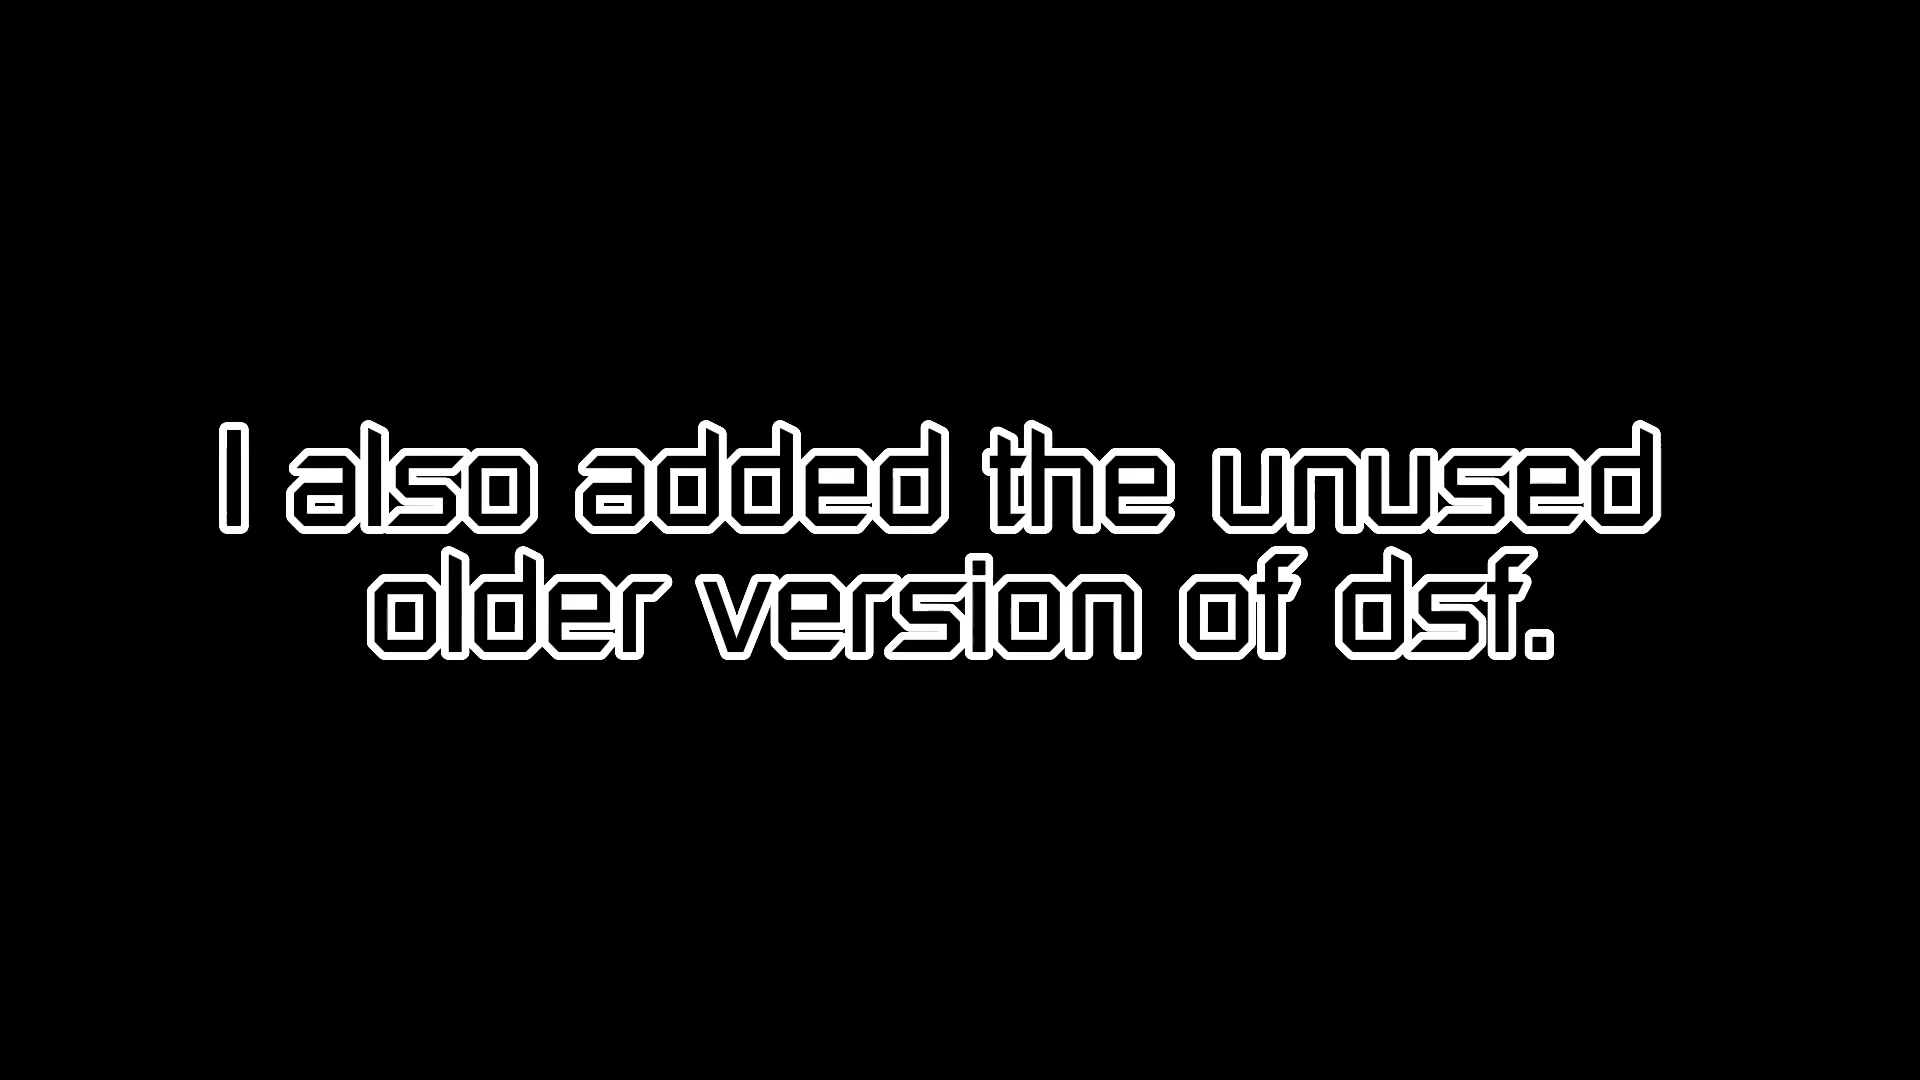 I also added the unused
older version of dsf.